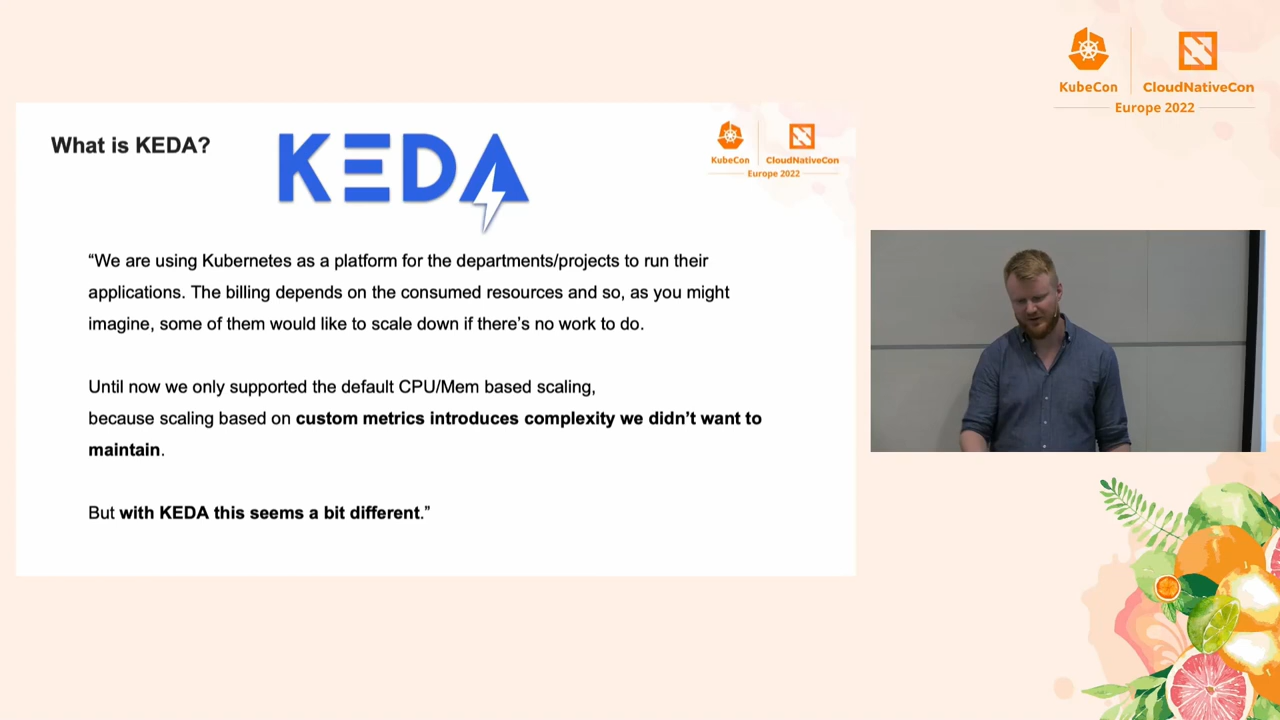 KubeCon
CloudNativeCon
Europe 2022
What is KEDA?
KEDA
KubeCon
CloudNativeCon
Europe 2022
“We are using Kubernetes as a platform for the departments/projects to run their
applications. The billing depends on the consumed resources and so, as you might
imagine, some of them would like to scale down if there’s no work to do.
Until now we only supported the default CPU/Mem based scaling,
because scaling based on custom metrics introduces complexity we didn’t want to
maintain.
But with KEDA this seems a bit different.”